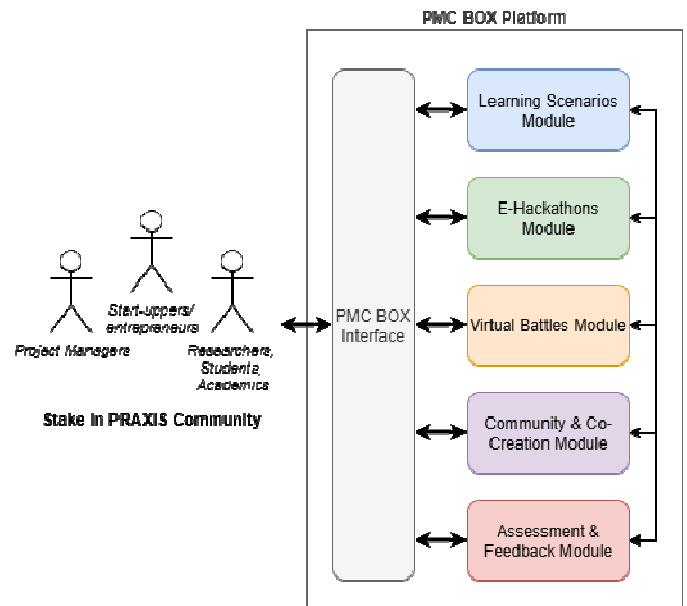 PMC BOX Platform
Learning Scenarios
Module
E-Hackathons
Module
Start-uppers/
entrepreneurs
Project Managers
Researchers,
Students,
Academics
Stake in PRAXIS Community
PMC BOX
Interface
Virtual Battles Module
Community & Co-
Creation Module
Assessment &
Feedback Module